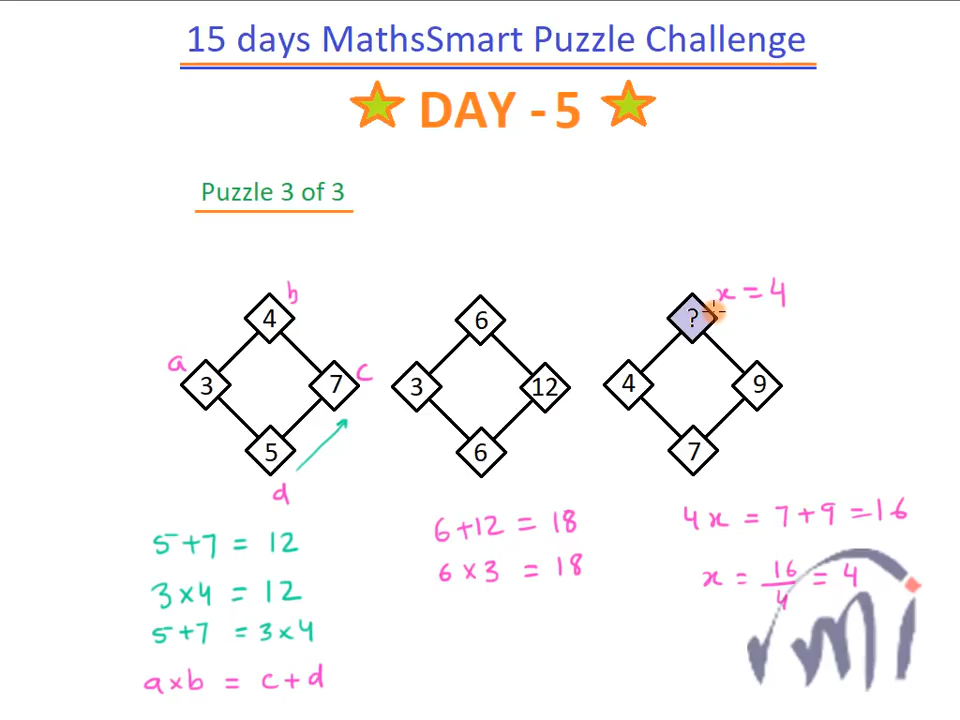 15 days MathsSmart Puzzle Challenge
DAY - 5
Puzzle 3 of 3
b
x = 4
4
6
?
a
c
3
7
3
12
4
9
5
6
7
d
5+7 = 12
3×4 = 12
5+7 = 3×4
a×b = c+d
6+12 = 18
6×3 = 18
4x = 7+9 =16
x = 16/4 = 4
√mi